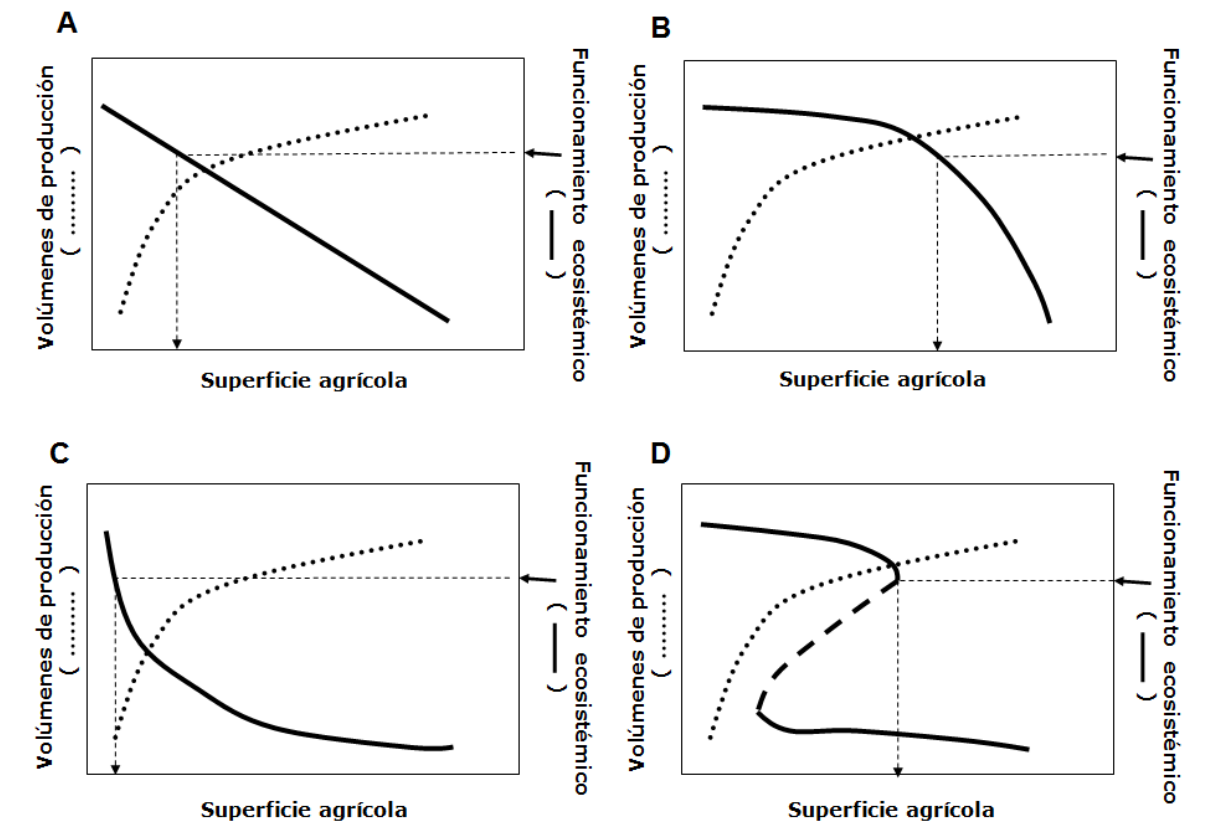 A
Volúmenes de producción
( .......... )
Funcionamiento ecosistémico
( — )
Superficie agrícola
B
Volúmenes de producción
( .......... )
Funcionamiento ecosistémico
( — )
Superficie agrícola
C
Volúmenes de producción
( .......... )
Funcionamiento ecosistémico
( — )
Superficie agrícola
D
Volúmenes de producción
( .......... )
Funcionamiento ecosistémico
( — )
Superficie agrícola